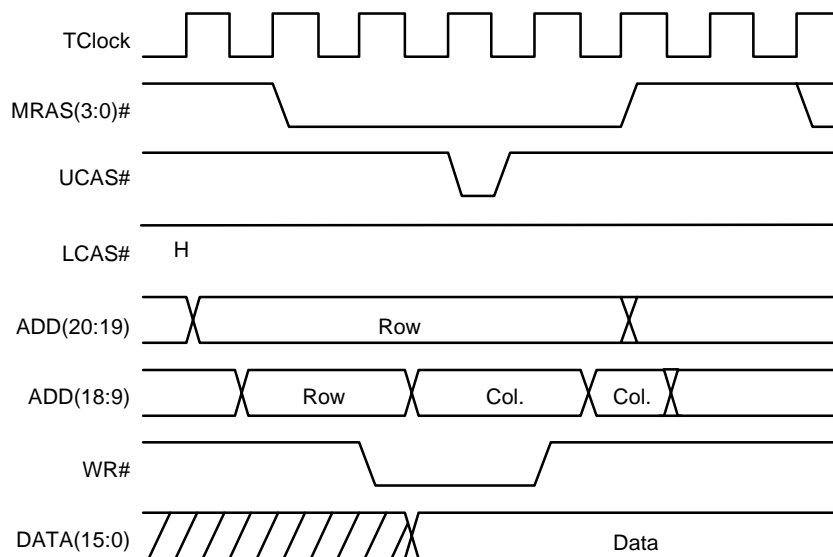 TClock
MRAS(3:0)#
UCAS#
LCAS#
H
ADD(20:19)
Row
ADD(18:9)
Row
Col.
Col.
WR#
DATA(15:0)
Data